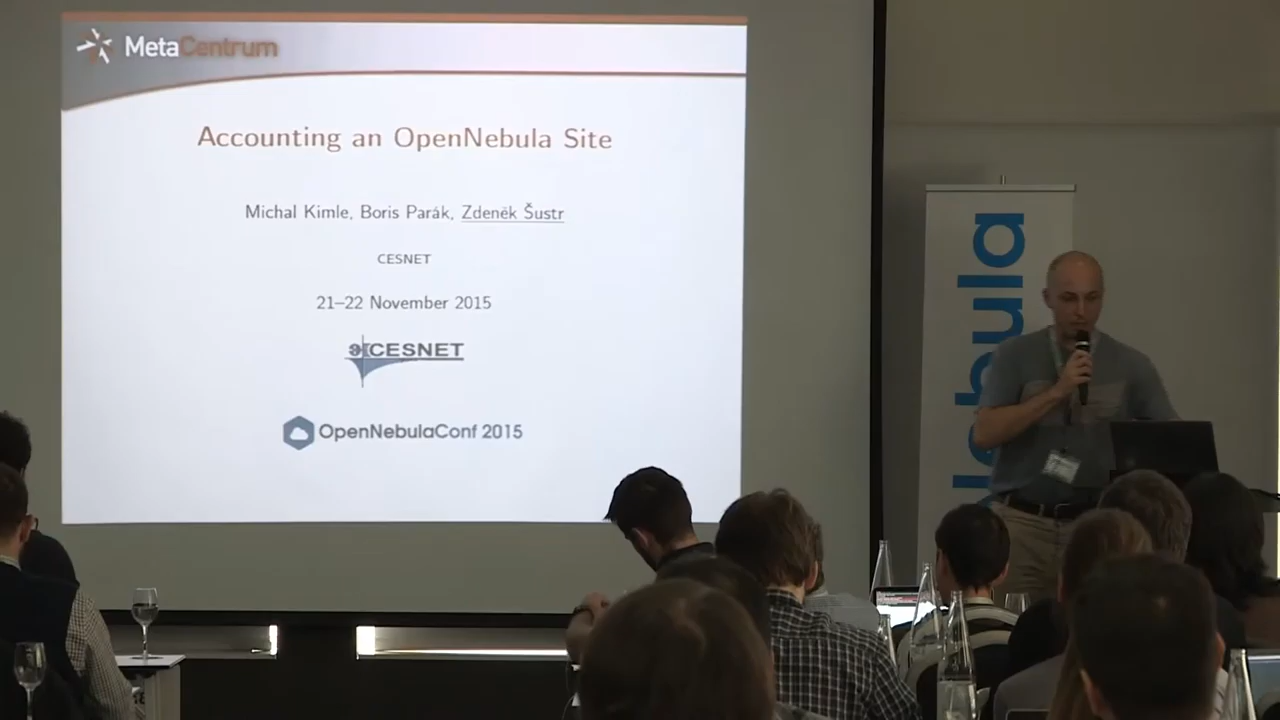 MetaCentrum
Accounting an OpenNebula Site
Michal Kimle, Boris Parák, Zdeněk Šustr
CESNET
21–22 November 2015
CESNET
OpenNebulaConf 2015
ebula